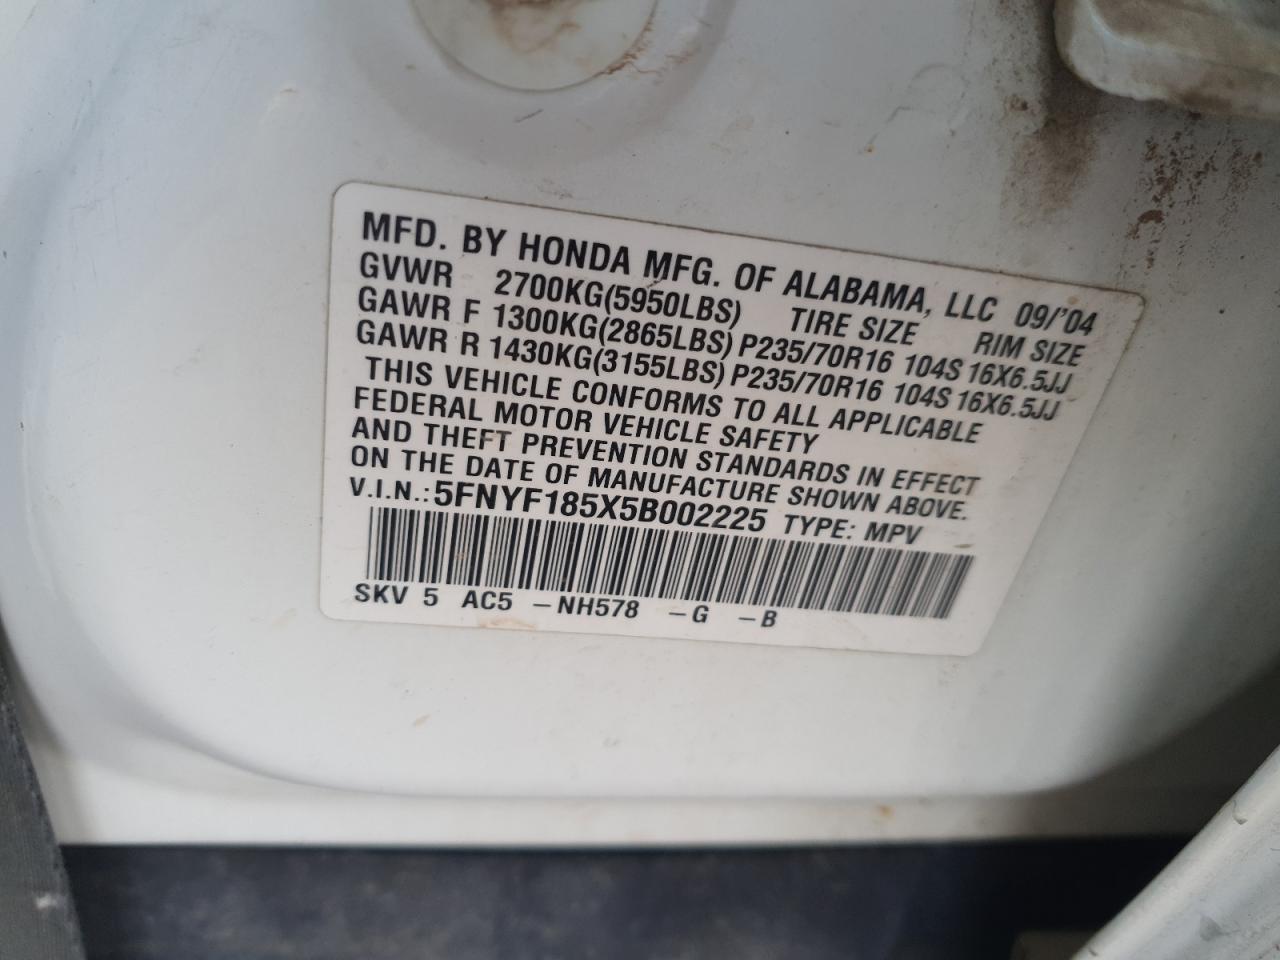 MFD. BY HONDA MFG. OF ALABAMA, LLC 09/'04
GVWR 2700KG(5950LBS) TIRE SIZE RIM SIZE
GAWR F 1300KG(2865LBS) P235/70R16 104S 16X6.5JJ
GAWR R 1430KG(3155LBS) P235/70R16 104S 16X6.5JJ
THIS VEHICLE CONFORMS TO ALL APPLICABLE
FEDERAL MOTOR VEHICLE SAFETY
AND THEFT PREVENTION STANDARDS IN EFFECT
ON THE DATE OF MANUFACTURE SHOWN ABOVE.
V.I.N.: 5FNYF185X5B002225 TYPE: MPV
SKV 5 AC5 –NH578 –G –B